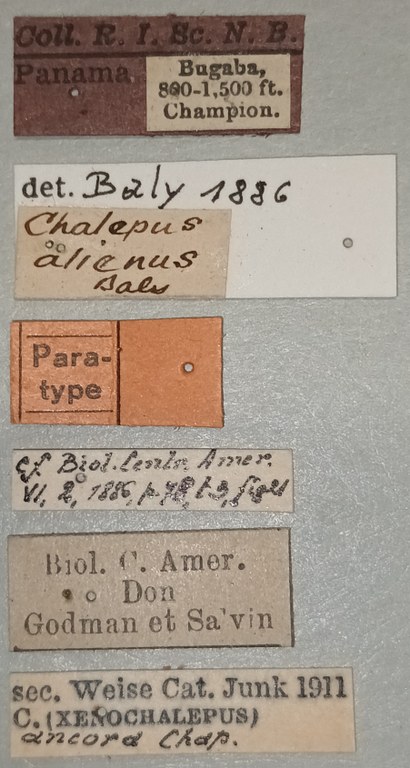 Coll. R. I. Sc. N. B.
Panama
Bugaba,
800-1,500 ft.
Champion.
det. Baly 1886
Chalepus
alienus
Baly
Para-
type
cf Biol. Centr. Amer.
VI, 2, 1886, p.
Biol. C. Amer.
Don
Godman et Salvin
sec. Weise Cat. Junk 1911
C. (XENOCHALEPUS)
ancora Chap.